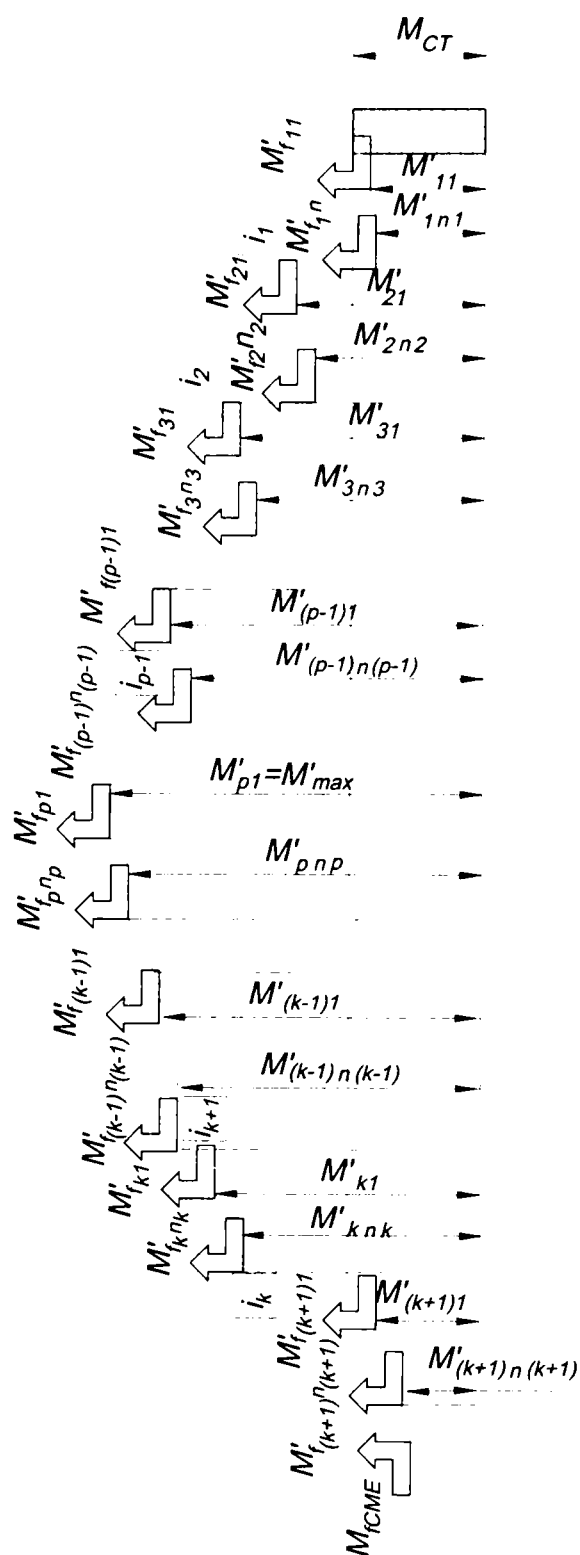 M_CT
M'_f11
M'_11
M'_1n1
M'_f1n
i_1
M'_f21
M'_21
M'_2n2
M'_f2n2
i_2
M'_f31
M'_31
M'_3n3
M'_f3n3
M'_f(p-1)1
M'_(p-1)1
M'_(p-1)n(p-1)
i_p-1
M'_f(p-1)n(p-1)
M'_p1=M'_max
M'_fp1
M'_pnp
M'_fpnp
M'_f(k-1)1
M'_(k-1)1
M'_(k-1)n(k-1)
M'_f(k-1)n(k-1)
i_k+1
M'_fk1
M'_k1
M'_knk
M'_fknk
i_k
M'_f(k+1)1
M'_(k+1)1
M'_(k+1)n(k+1)
M'_f(k+1)n(k+1)
M_fCME